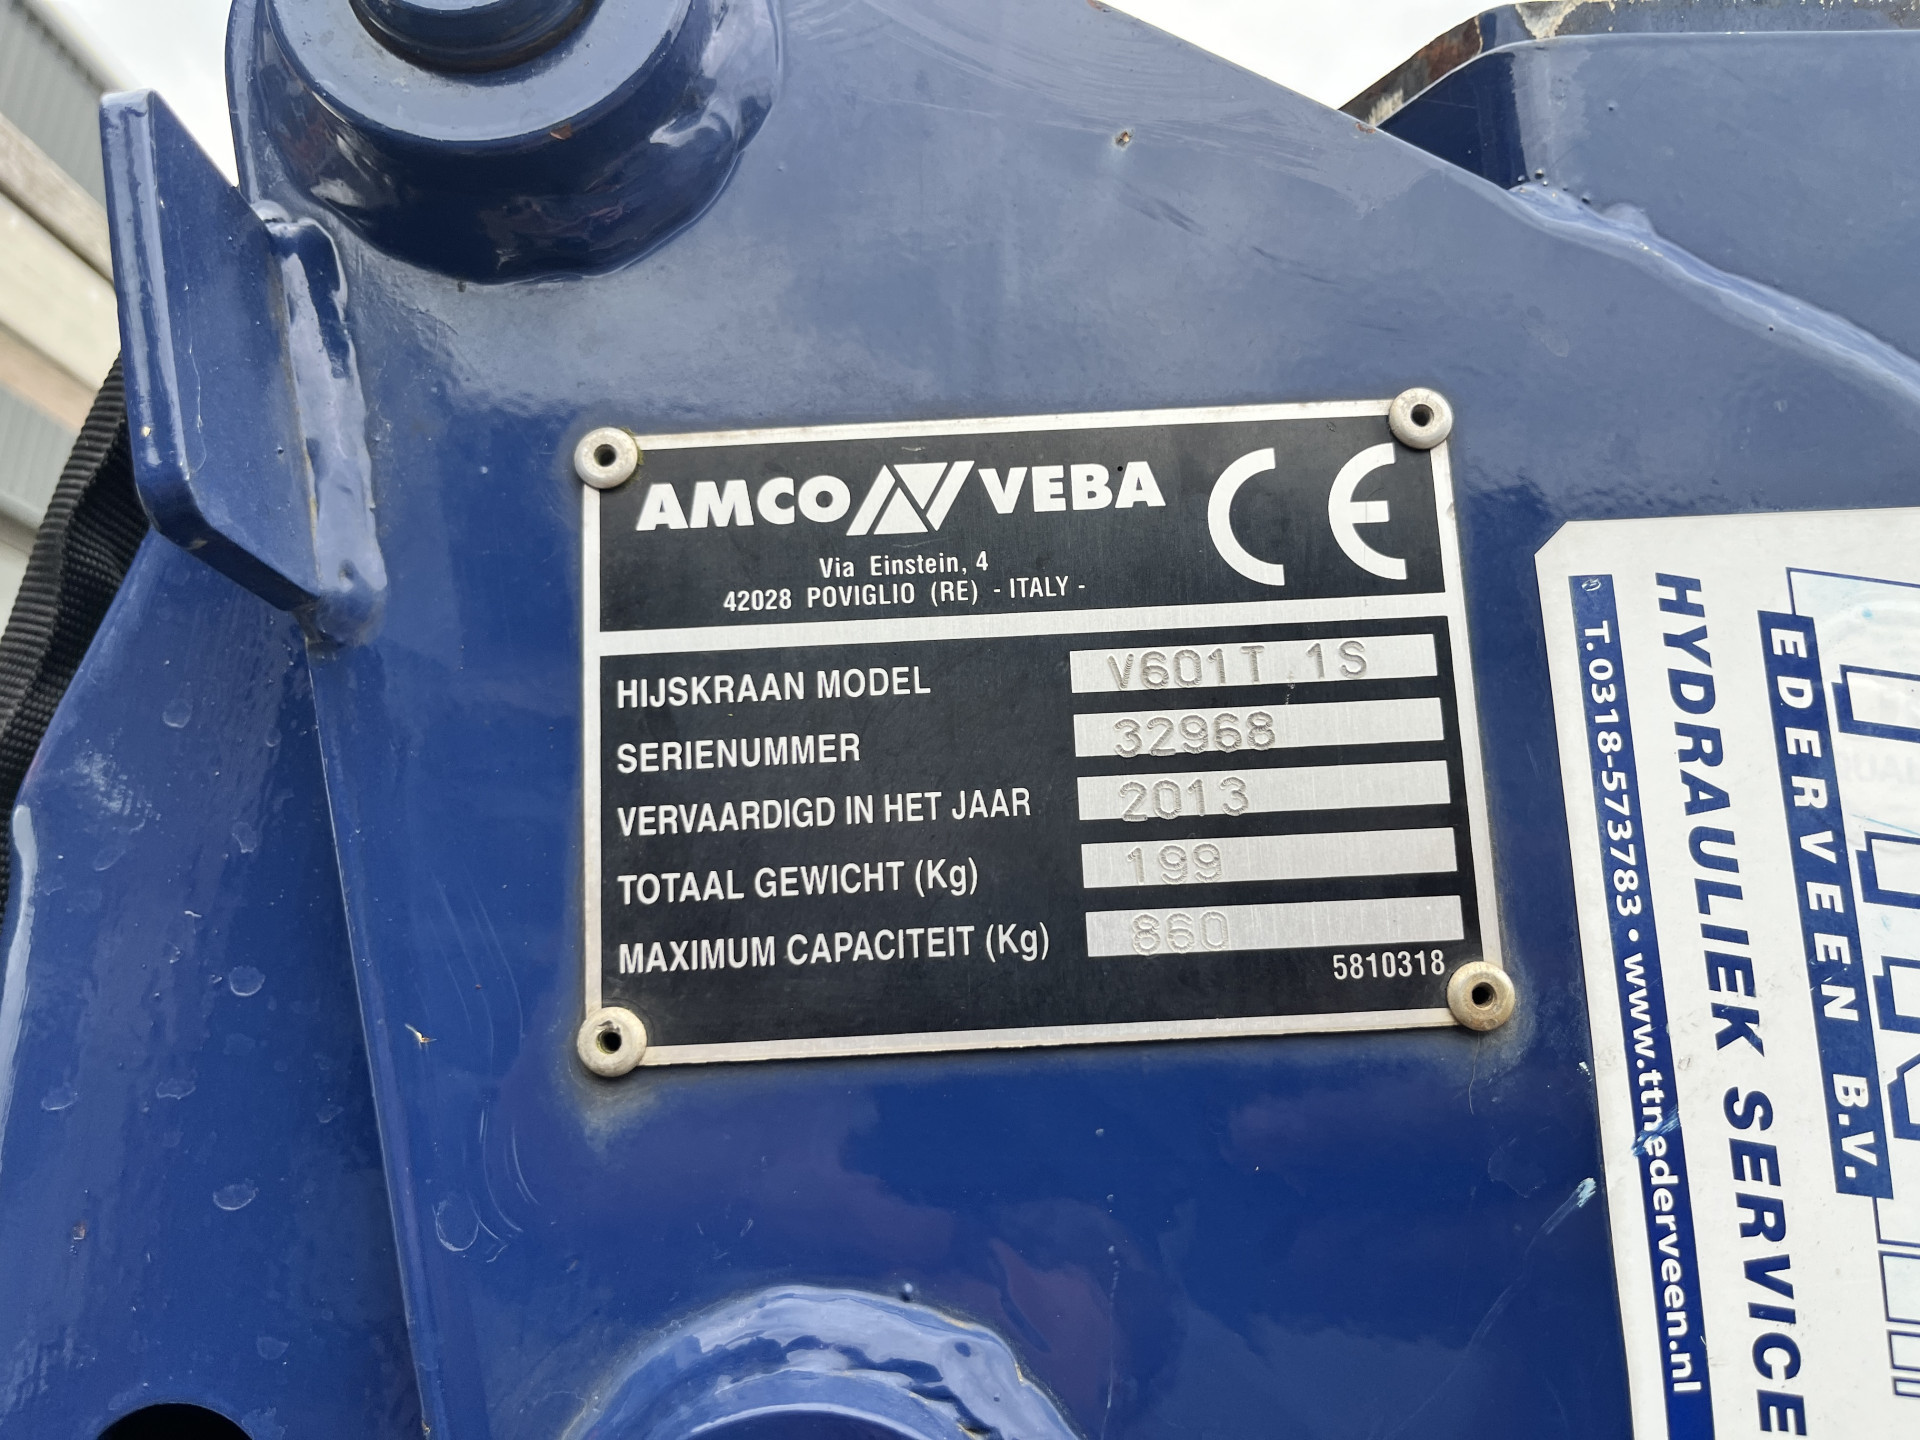 AMCO VEBA CE
Via Einstein, 4
42028 POVIGLIO (RE) - ITALY -
HIJSKRAAN MODEL V601T 1S
SERIENUMMER 32968
VERVAARDIGD IN HET JAAR 2013
TOTAAL GEWICHT (Kg) 199
MAXIMUM CAPACITEIT (Kg) 860
5810318
EDERVEEN B.V.
HYDRAULIEK SERVICE
T.0318-573783 • www.ttnederveen.nl